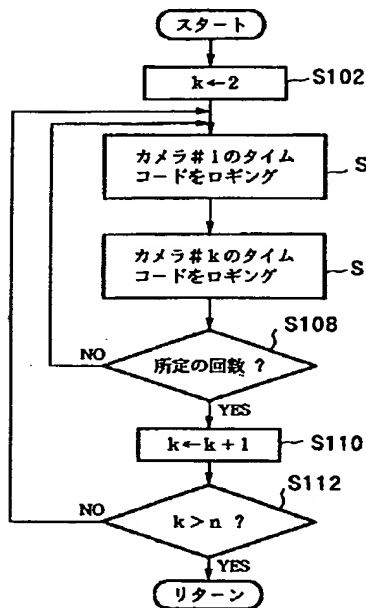 スタート
k←2
S102
カメラ#1のタイム
コードをロギング
S
カメラ#kのタイム
コードをロギング
S
S108
所定の回数 ?
NO
YES
k←k+1
S110
S112
k>n ?
NO
YES
リターン